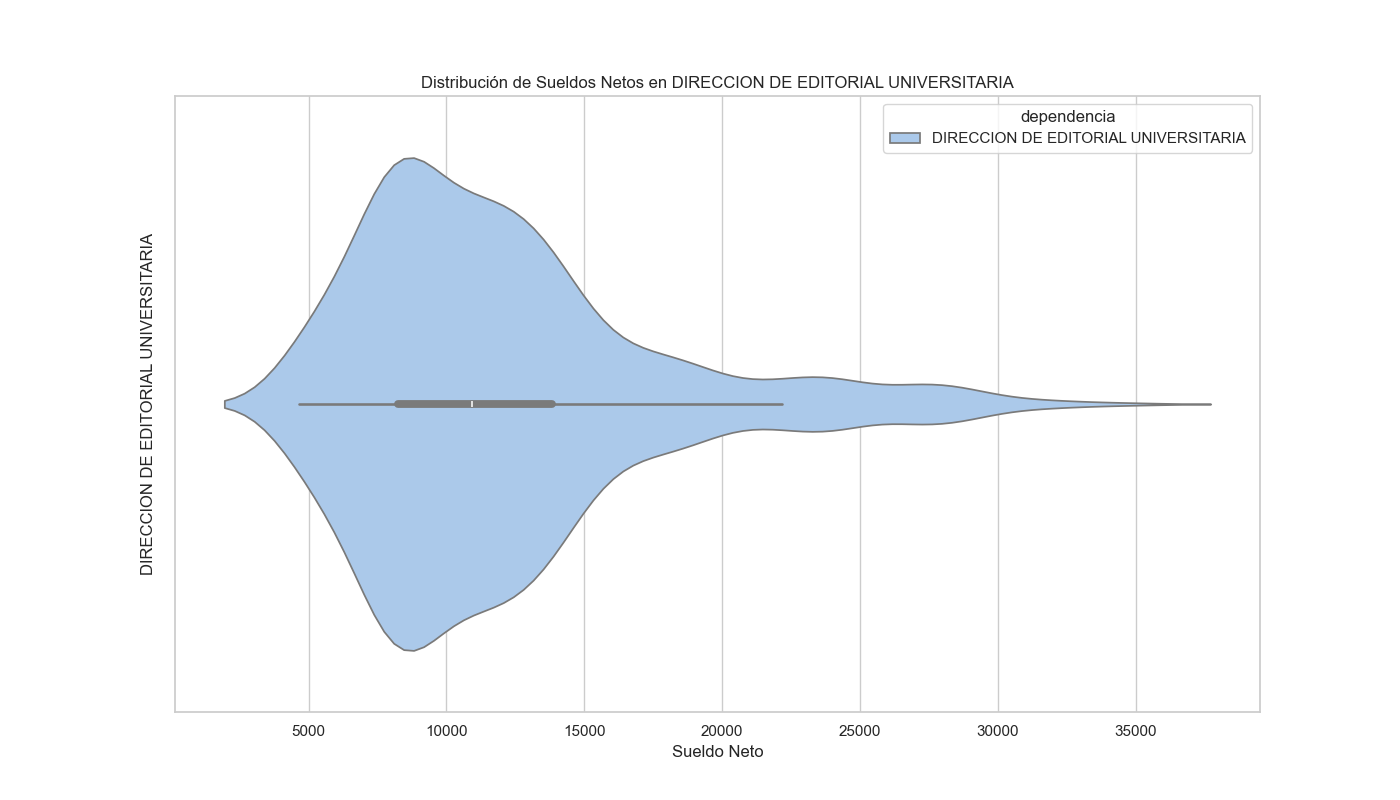 Distribución de Sueldos Netos en DIRECCION DE EDITORIAL UNIVERSITARIA
dependencia
DIRECCION DE EDITORIAL UNIVERSITARIA
DIRECCION DE EDITORIAL UNIVERSITARIA
5000 10000 15000 20000 25000 30000 35000
Sueldo Neto